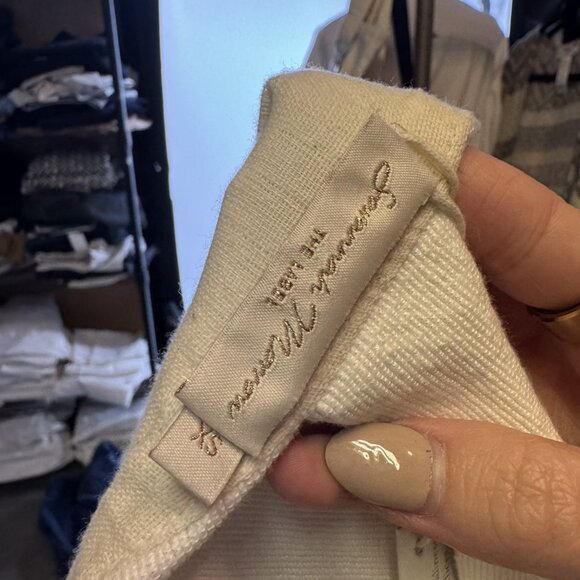 Savannah Morrow
THE LABEL
XS